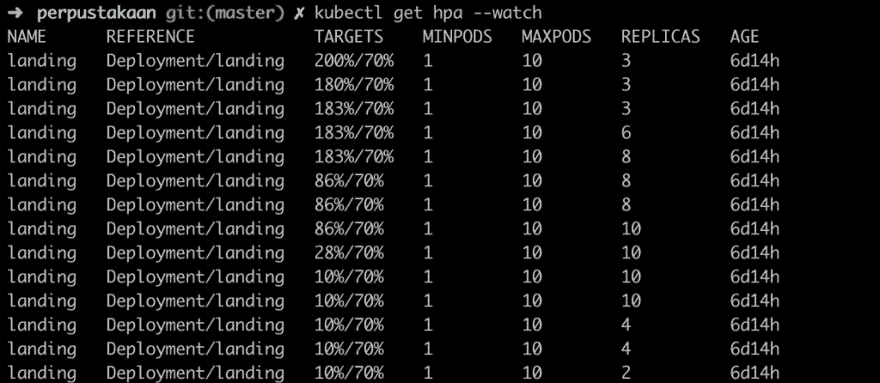 ➜ perpustakaan git:(master) ✗ kubectl get hpa --watch
NAME REFERENCE TARGETS MINPODS MAXPODS REPLICAS AGE
landing Deployment/landing 200%/70% 1 10 3 6d14h
landing Deployment/landing 180%/70% 1 10 3 6d14h
landing Deployment/landing 183%/70% 1 10 3 6d14h
landing Deployment/landing 183%/70% 1 10 6 6d14h
landing Deployment/landing 183%/70% 1 10 8 6d14h
landing Deployment/landing 86%/70% 1 10 8 6d14h
landing Deployment/landing 86%/70% 1 10 8 6d14h
landing Deployment/landing 86%/70% 1 10 10 6d14h
landing Deployment/landing 28%/70% 1 10 10 6d14h
landing Deployment/landing 10%/70% 1 10 10 6d14h
landing Deployment/landing 10%/70% 1 10 10 6d14h
landing Deployment/landing 10%/70% 1 10 4 6d14h
landing Deployment/landing 10%/70% 1 10 4 6d14h
landing Deployment/landing 10%/70% 1 10 2 6d14h